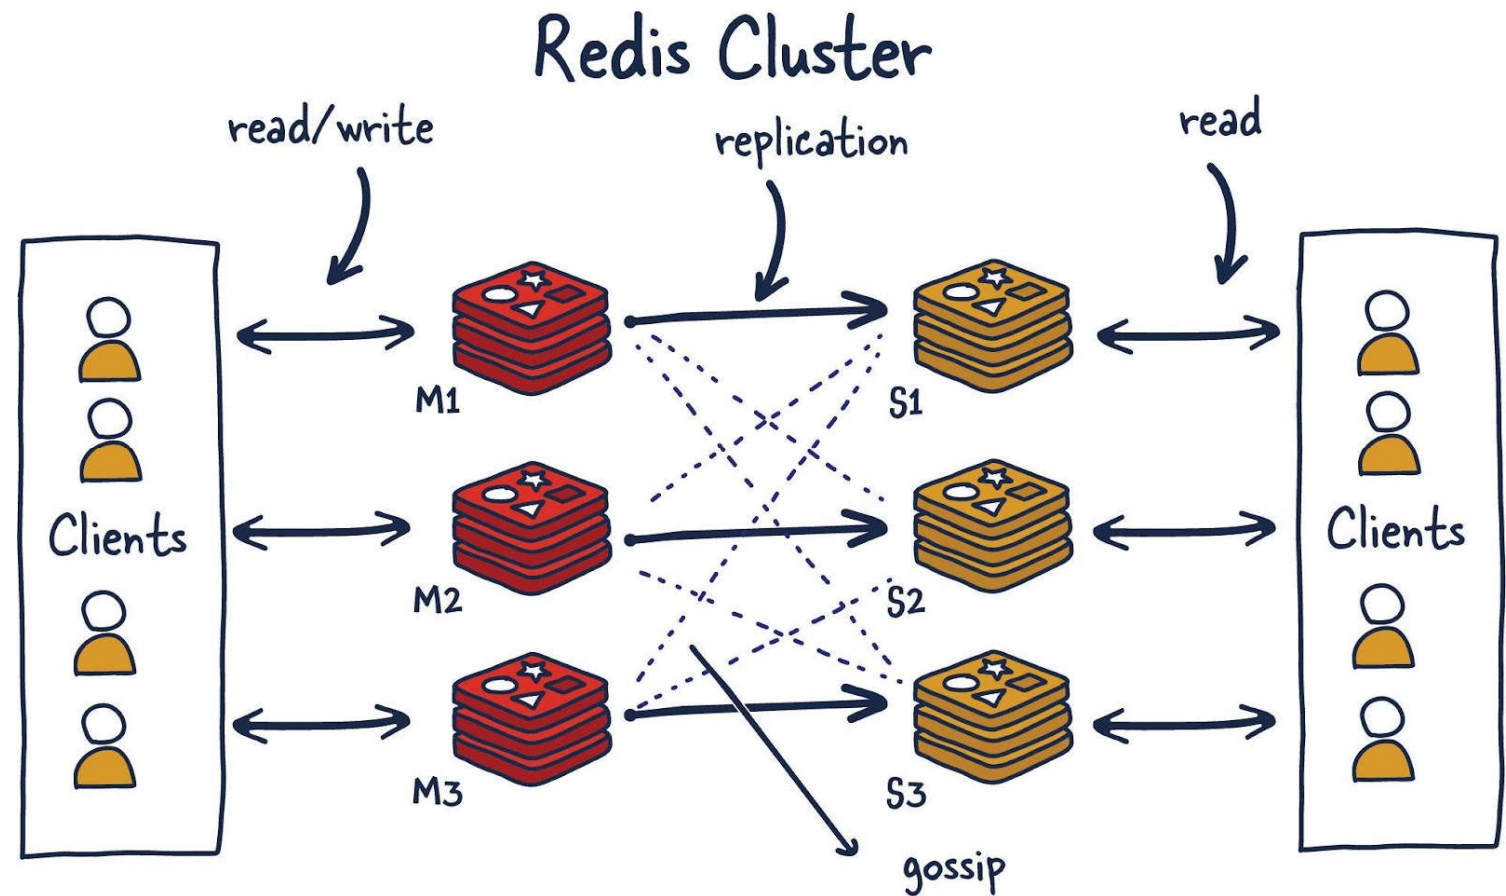 Redis Cluster
read/write
replication
read
M1
S1
Clients
Clients
M2
S2
M3
S3
gossip